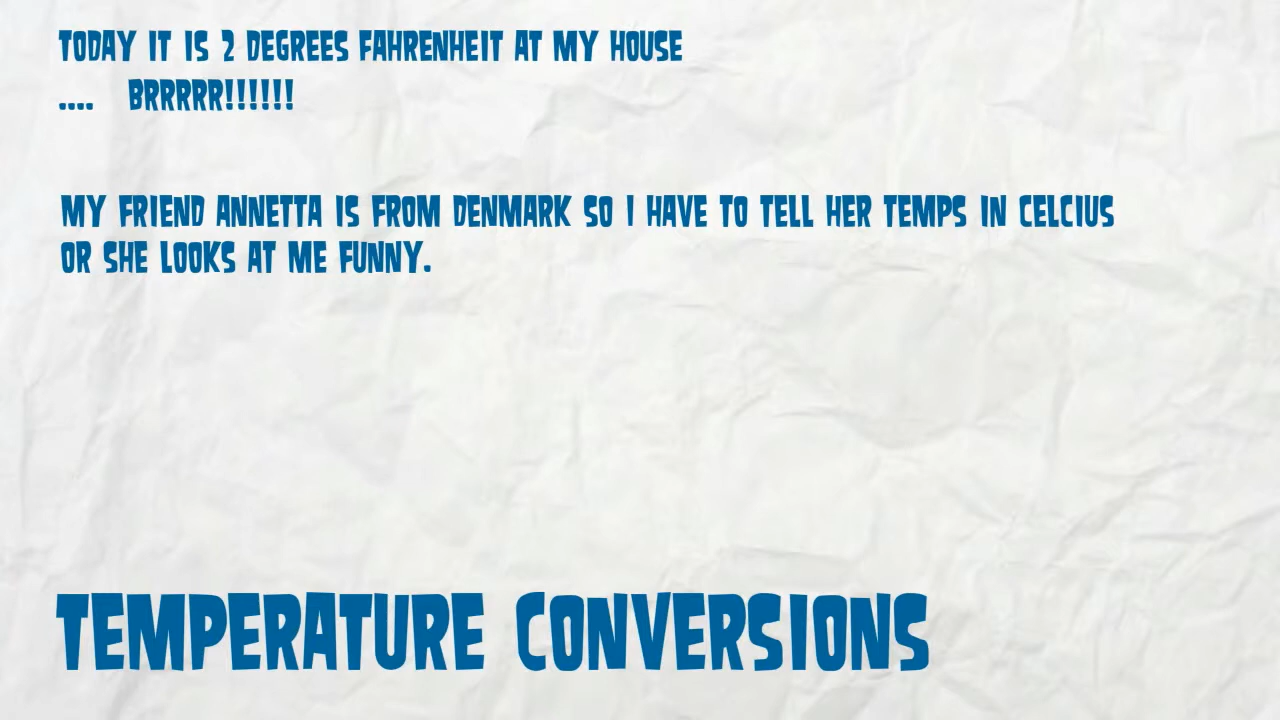 TODAY IT IS 2 DEGREES FAHRENHEIT AT MY HOUSE
.... BRRRRR!!!!!!
MY FRIEND ANNETTA IS FROM DENMARK SO I HAVE TO TELL HER TEMPS IN CELCIUS
OR SHE LOOKS AT ME FUNNY.
TEMPERATURE CONVERSIONS